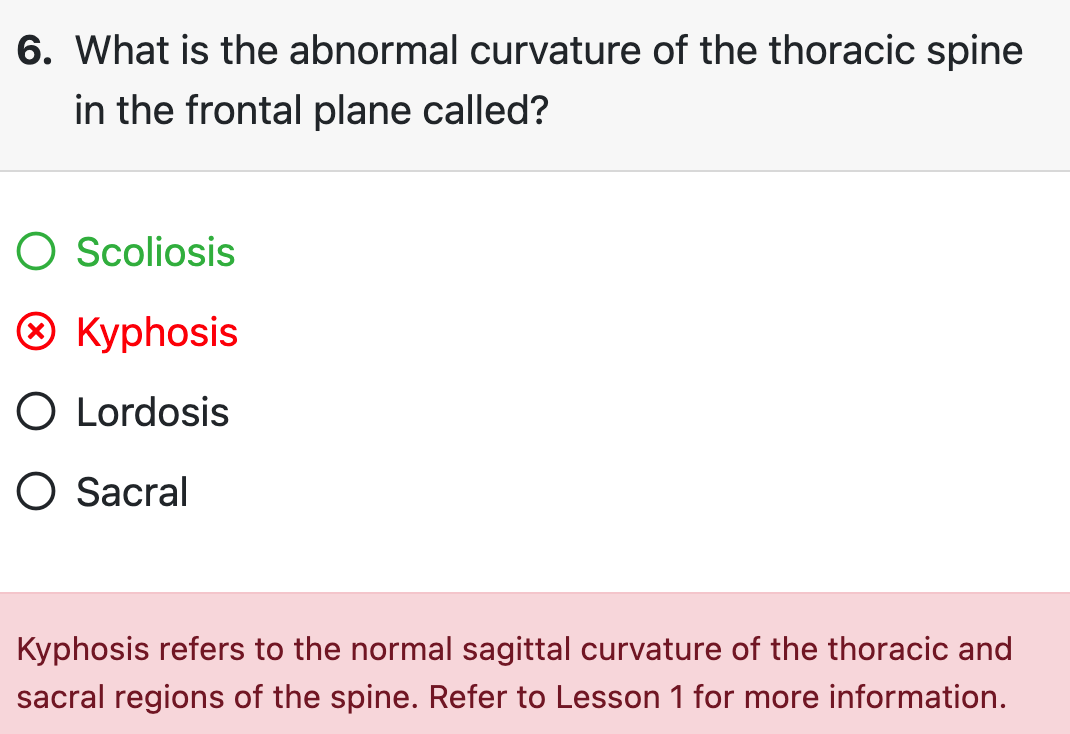 6. What is the abnormal curvature of the thoracic spine
in the frontal plane called?
Scoliosis
Kyphosis
Lordosis
Sacral
Kyphosis refers to the normal sagittal curvature of the thoracic and
sacral regions of the spine. Refer to Lesson 1 for more information.